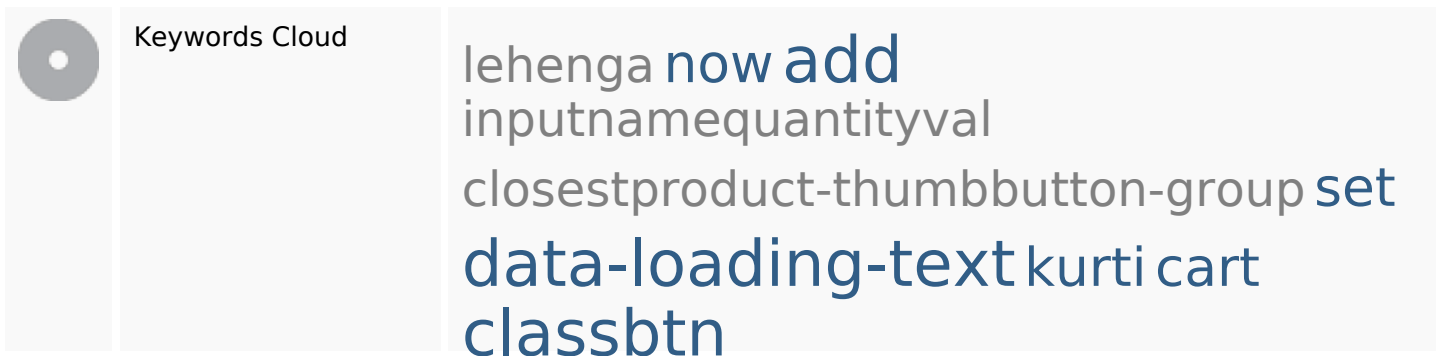 Keywords Cloud
lehenga now add
inputnamequantityval
closestproduct-thumbbutton-group set
data-loading-text kurti cart
classbtn